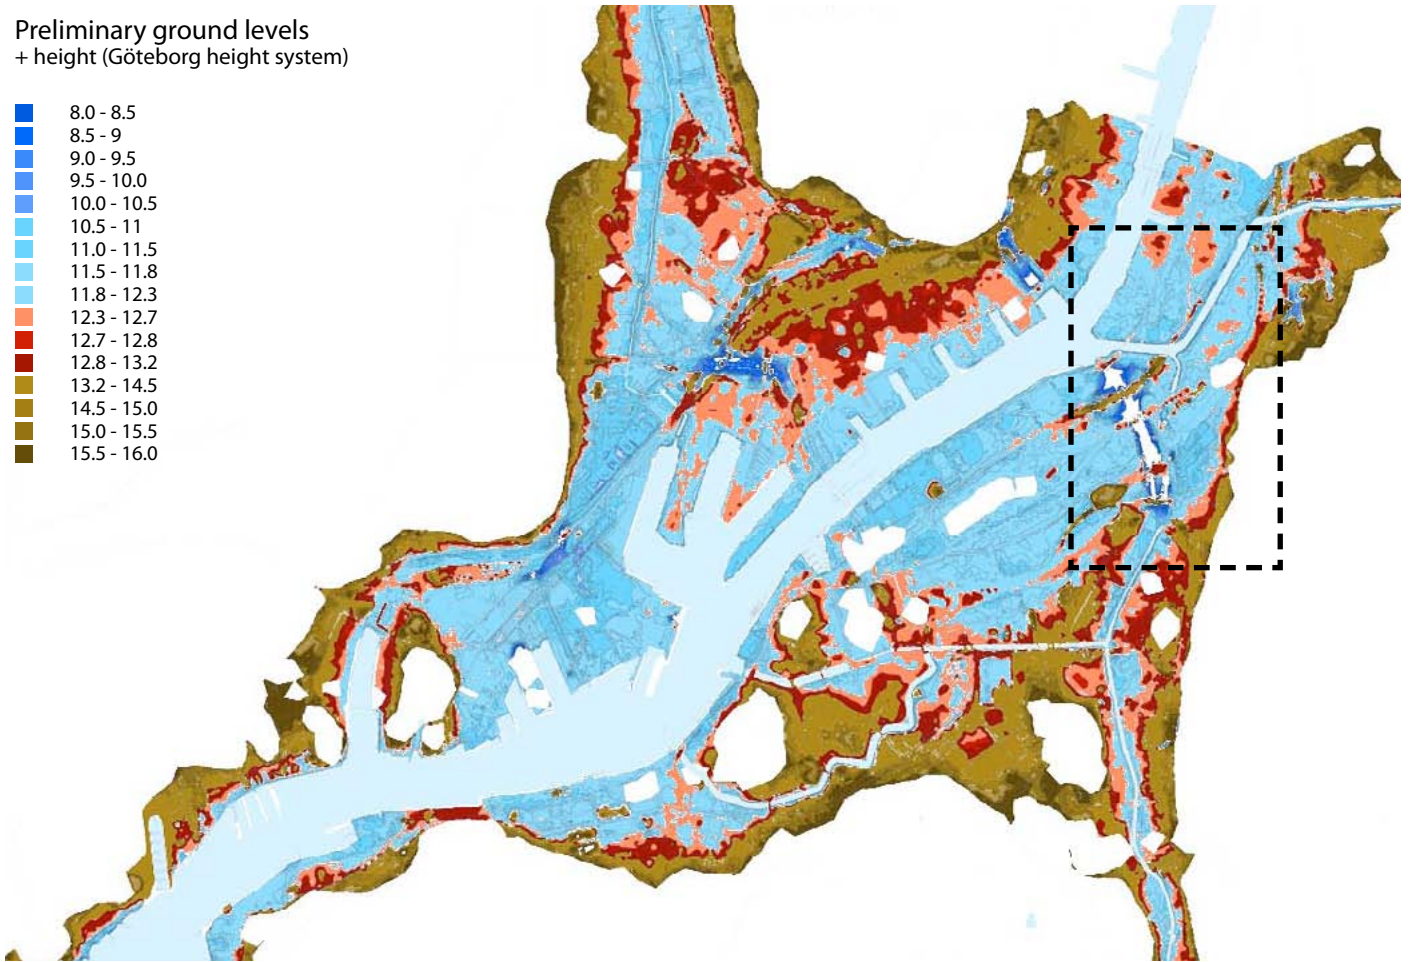 Preliminary ground levels
+ height (Göteborg height system)
8.0 - 8.5
8.5 - 9
9.0 - 9.5
9.5 - 10.0
10.0 - 10.5
10.5 - 11
11.0 - 11.5
11.5 - 11.8
11.8 - 12.3
12.3 - 12.7
12.7 - 12.8
12.8 - 13.2
13.2 - 14.5
14.5 - 15.0
15.0 - 15.5
15.5 - 16.0